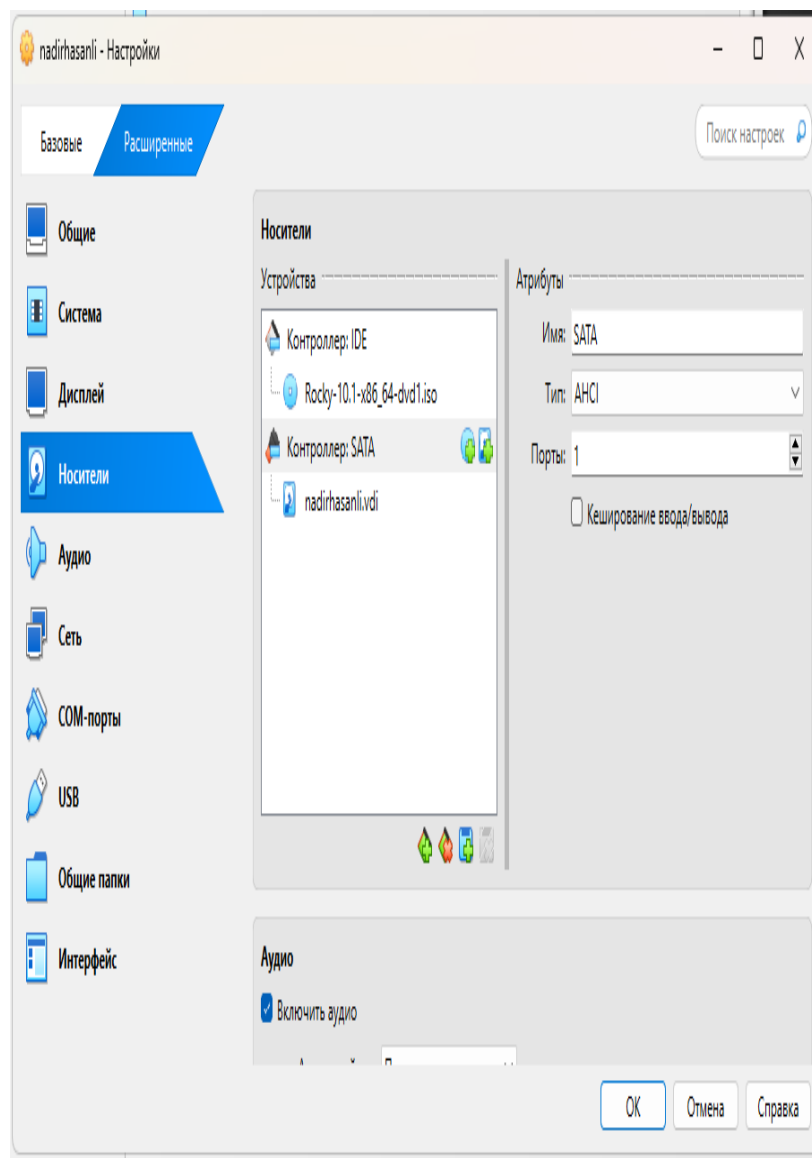 nadirhasanli - Настройки
Базовые
Расширенные
Поиск настроек
Общие
Система
Дисплей
Носители
Аудио
Сеть
COM-порты
USB
Общие папки
Интерфейс
Носители
Устройства
Контроллер: IDE
Rocky-10.1-x86_64-dvd1.iso
Контроллер: SATA
nadirhasanli.vdi
Атрибуты
Имя: SATA
Тип: AHCI
Порты: 1
Кеширование ввода/вывода
Аудио
Включить аудио
OK
Отмена
Справка